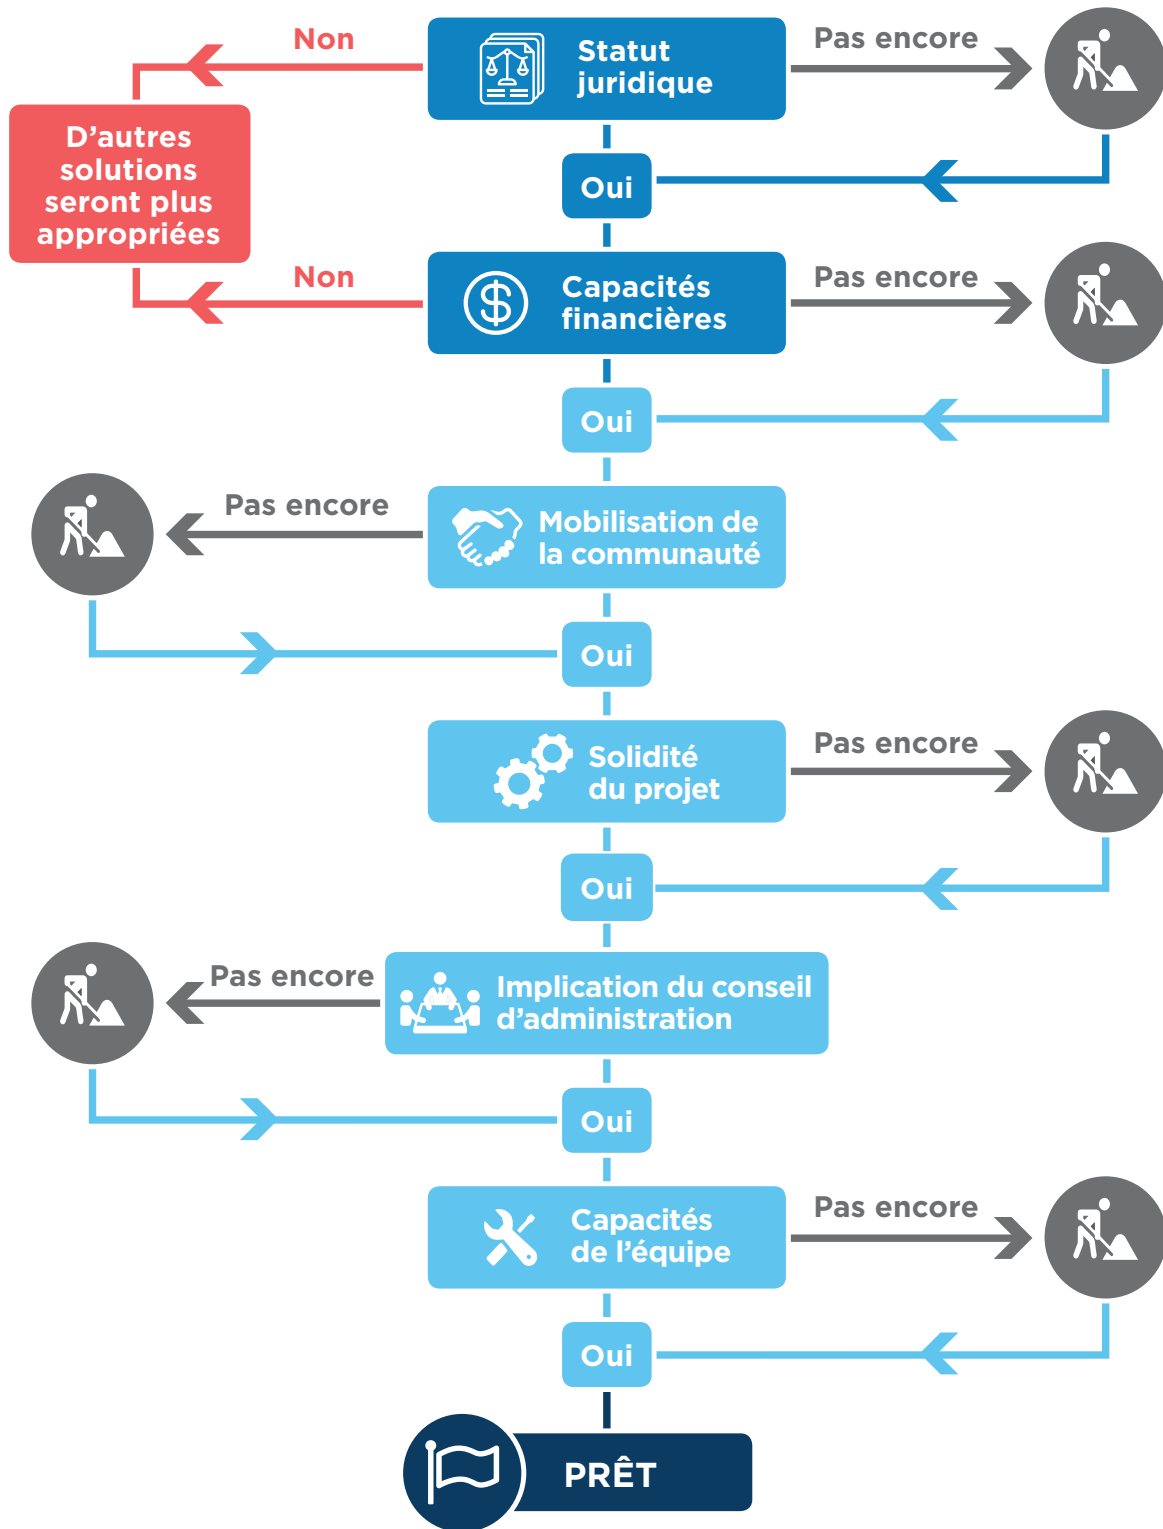 Non
Statut
juridique
Pas encore
D’autres
solutions
seront plus
appropriées
Oui
Non
Capacités
financières
Pas encore
Oui
Pas encore
Mobilisation de
la communauté
Oui
Solidité
du projet
Pas encore
Oui
Pas encore
Implication du conseil
d’administration
Oui
Capacités
de l’équipe
Pas encore
Oui
PRÊT